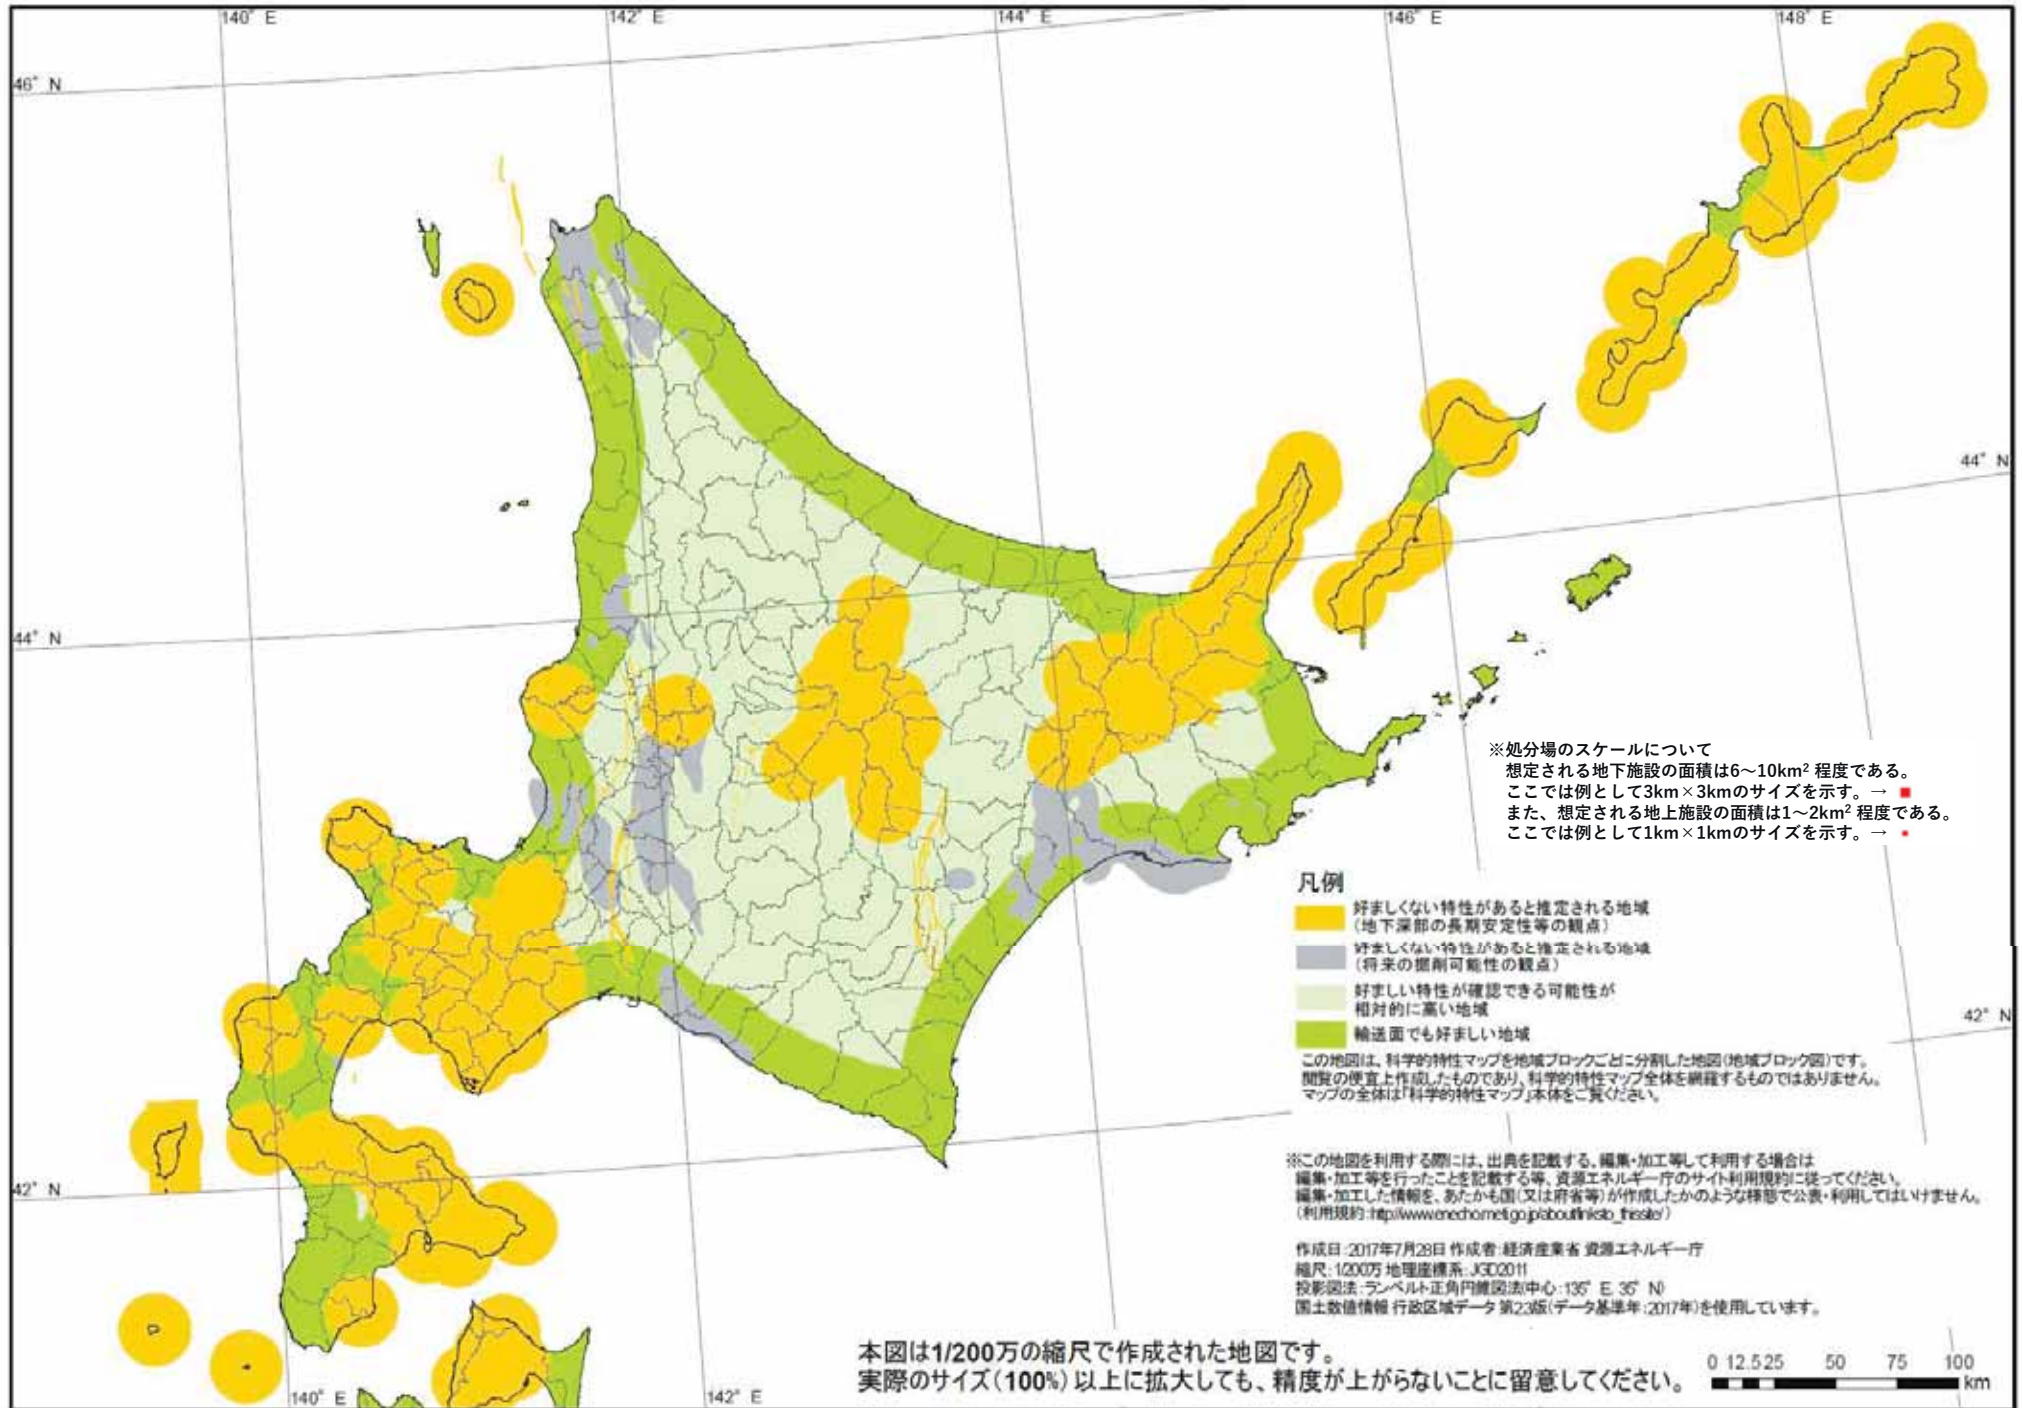 140° E
142° E
144° E
146° E
148° E
46° N
44° N
44° N
※処分場のスケールについて
想定される地下施設の面積は6～10km² 程度である。
ここでは例として3km×3kmのサイズを示す。→
また、想定される地上施設の面積は1～2km² 程度である。
ここでは例として1km×1kmのサイズを示す。→
凡例
好ましくない特性があると推定される地域
(地下深部の長期安定性等の観点)
好ましくない特性があると推定される地域
(将来の掘削可能性の観点)
好ましい特性が確認できる可能性が
相対的に高い地域
輸送面でも好ましい地域
42° N
この地図は、科学的特性マップを地域ブロックごとに分割した地図(地域ブロック図)です。
閲覧の便宜上作成したものであり、科学的特性マップ全体を網羅するものではありません。
マップの全体は「科学的特性マップ」本体をご覧ください。
42° N
※この地図を利用する際には、出典を記載する、編集・加工等して利用する場合は
編集・加工等を行ったことを記載する等、資源エネルギー庁のサイト利用規約に従ってください。
編集・加工した情報を、あたかも国(又は府省等)が作成したかのような様態で公表・利用してはいけません。
(利用規約:http://www.enecho.meti.go.jp/about/linksto_thissite/)
作成日:2017年7月28日 作成者:経済産業省 資源エネルギー庁
縮尺:1/200万 地理座標系:JGD2011
投影図法:ランベルト正角円錐図法(中心:135° E, 35° N)
国土数値情報 行政区域データ 第2.3版(データ基準年:2017年)を使用しています。
本図は1/200万の縮尺で作成された地図です。
実際のサイズ(100%)以上に拡大しても、精度が上がらないことに留意してください。
0 12.5 25 50 75 100
km
140° E
142° E